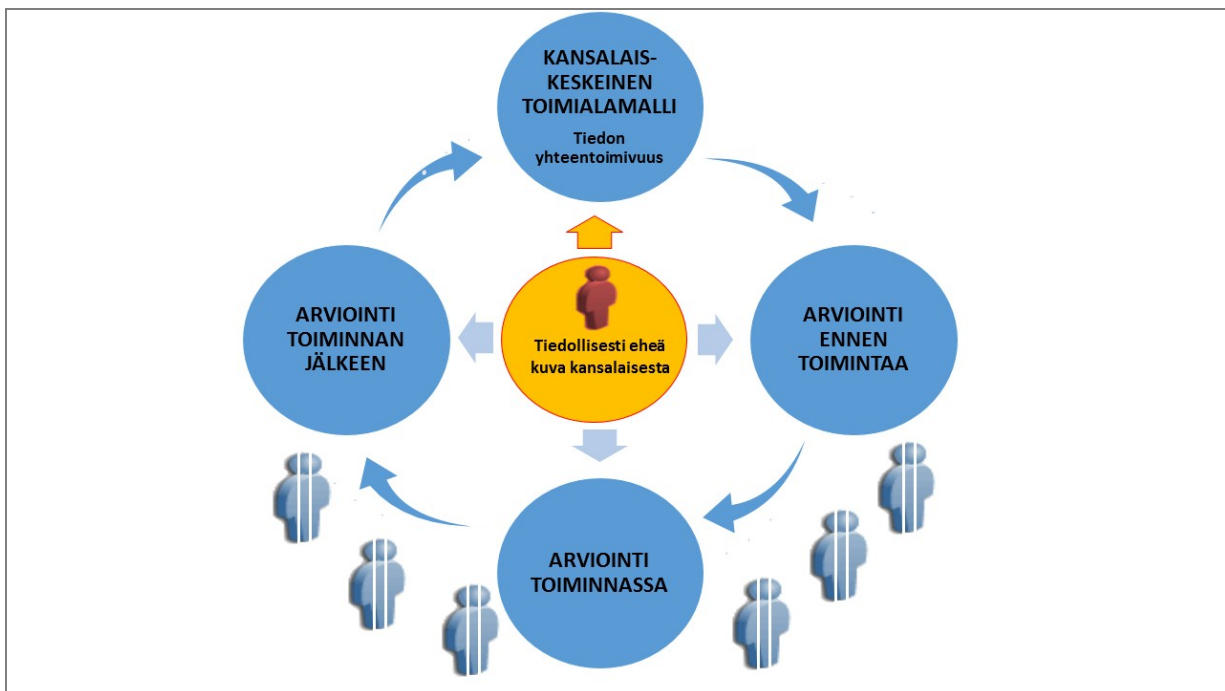 KANSALAIS-
KESKEINEN
TOIMIALAMALLI
Tiedon
yhteentoimivuus
ARVIOINTI
TOIMINNAN
JÄLKEEN
Tiedollisesti eheä
kuva kansalaisesta
ARVIOINTI
ENNEN
TOIMINTAA
ARVIOINTI
TOIMINNASSA